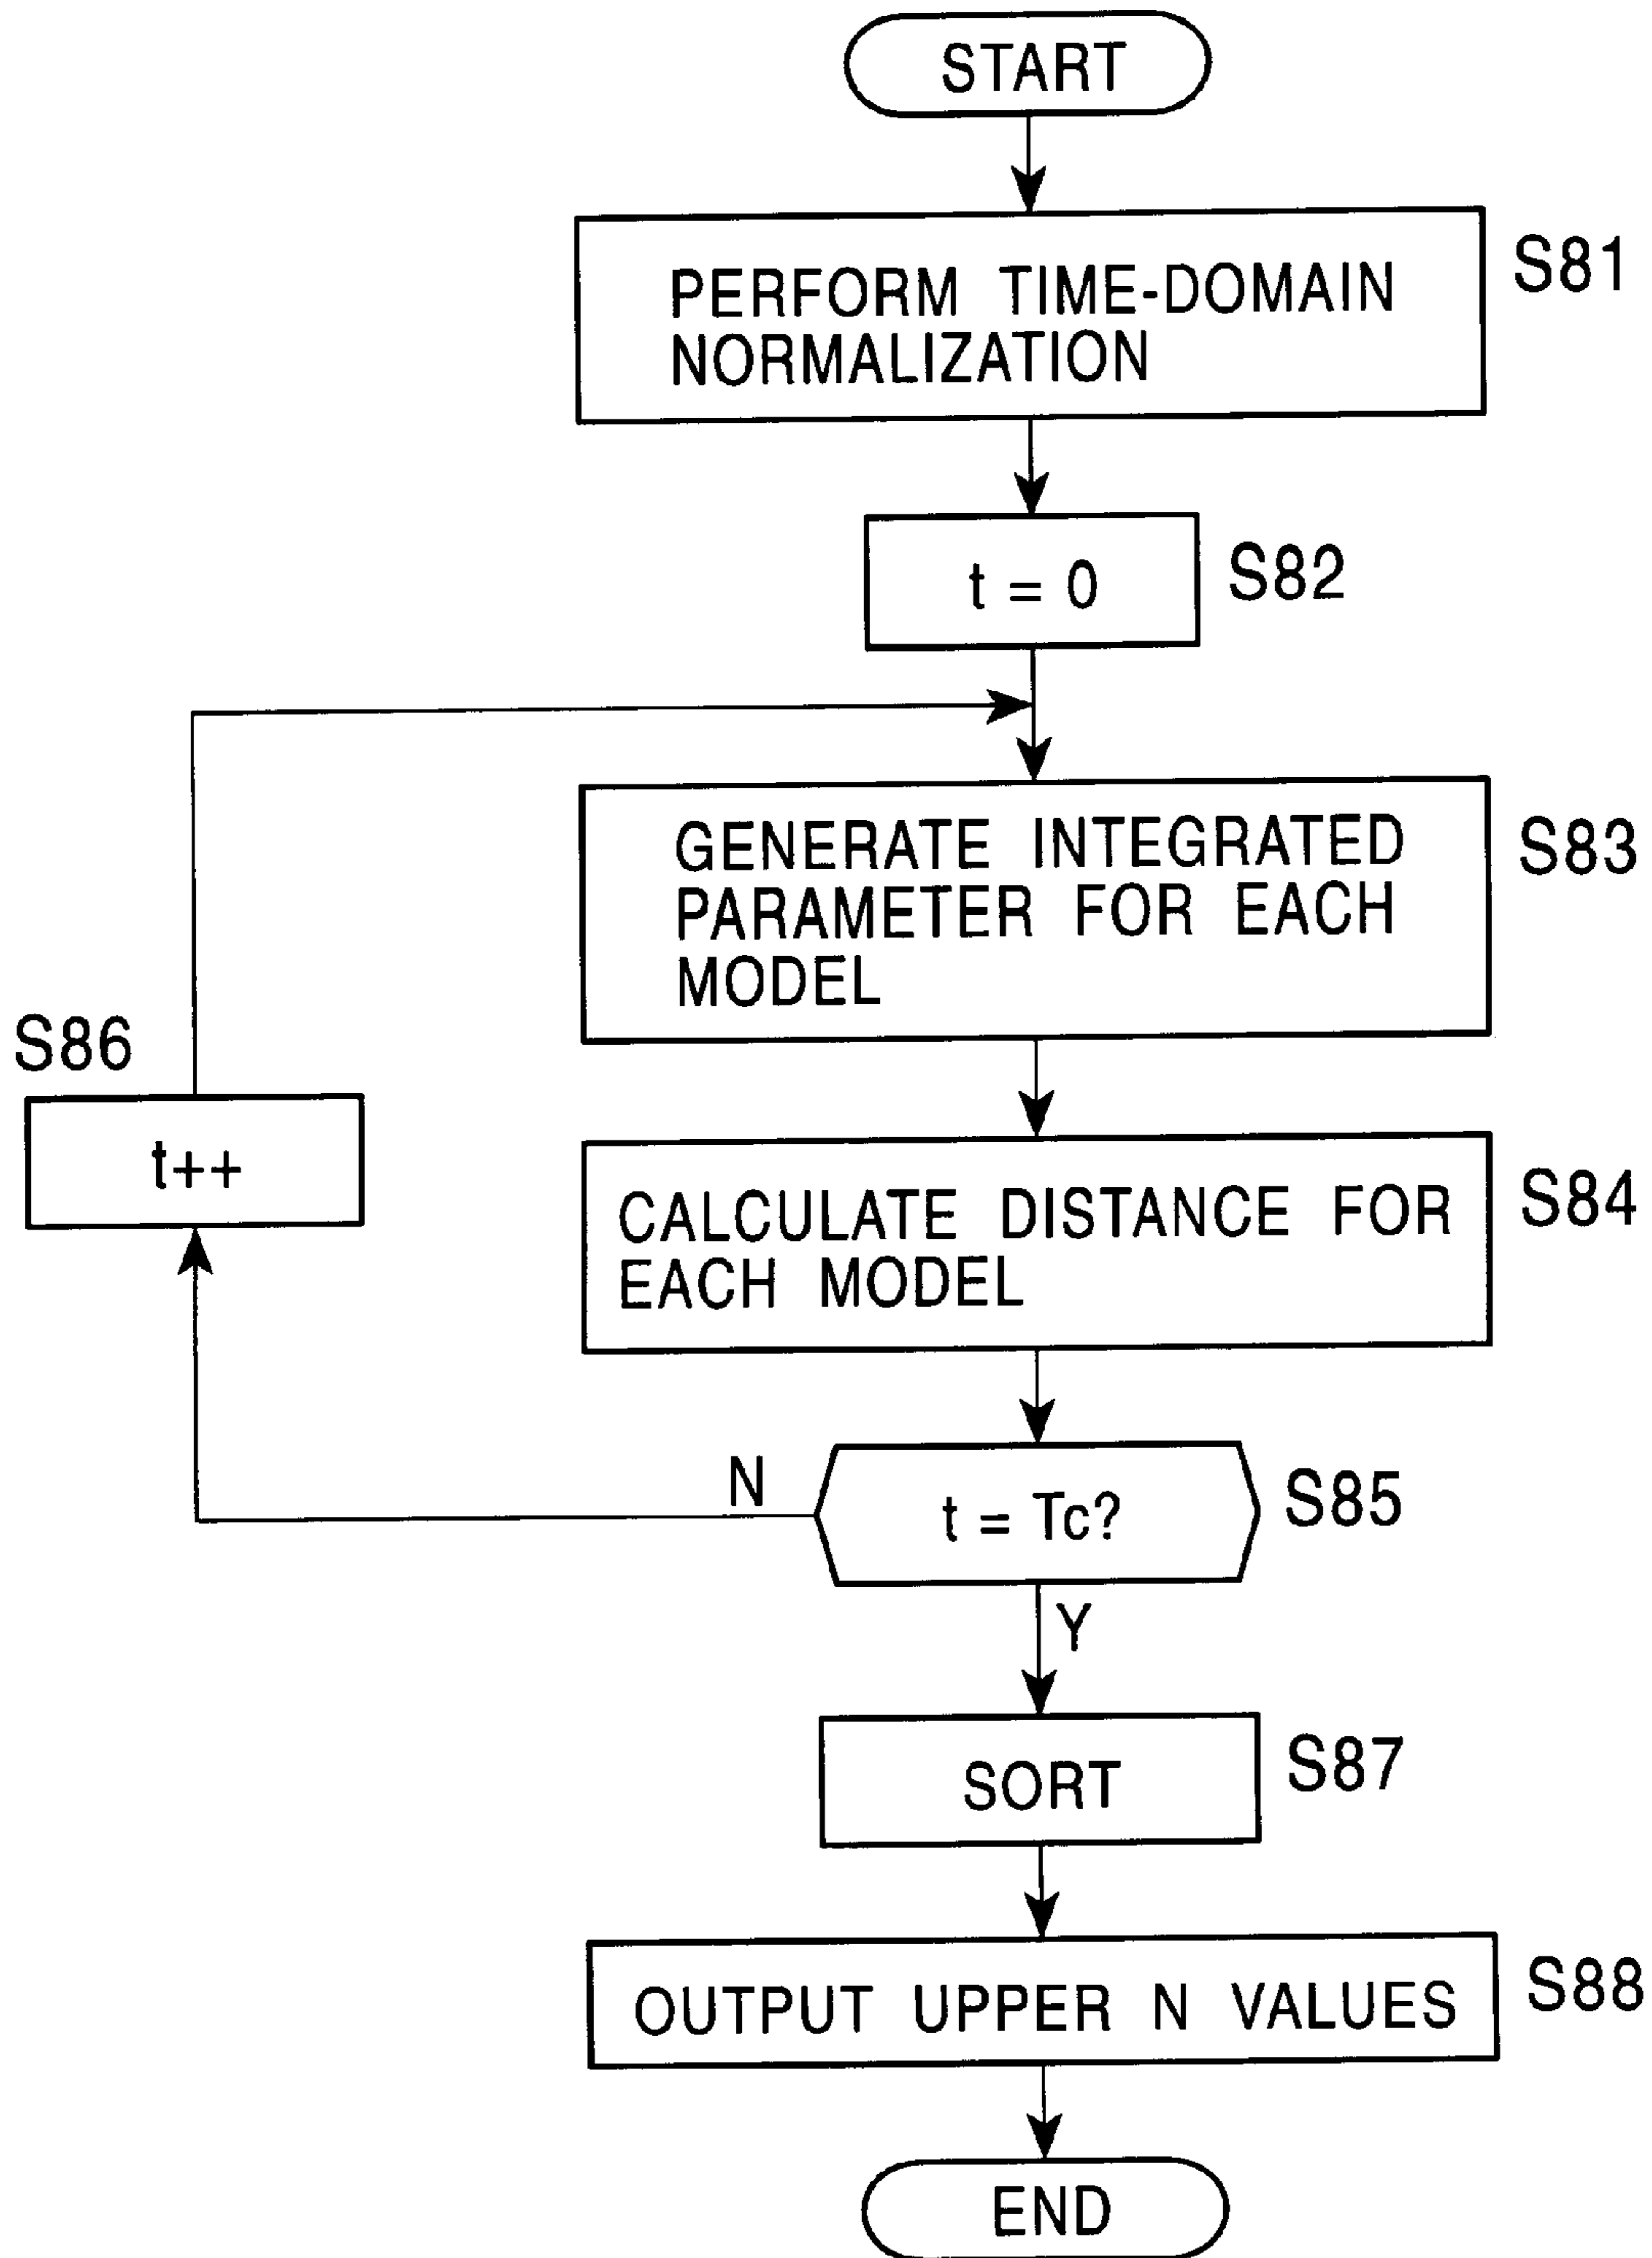 START
PERFORM TIME-DOMAIN
NORMALIZATION
S81
t = 0
S82
GENERATE INTEGRATED
PARAMETER FOR EACH
MODEL
S83
S86
t++
CALCULATE DISTANCE FOR
EACH MODEL
S84
N
t = Tc?
S85
Y
SORT
S87
OUTPUT UPPER N VALUES
S88
END